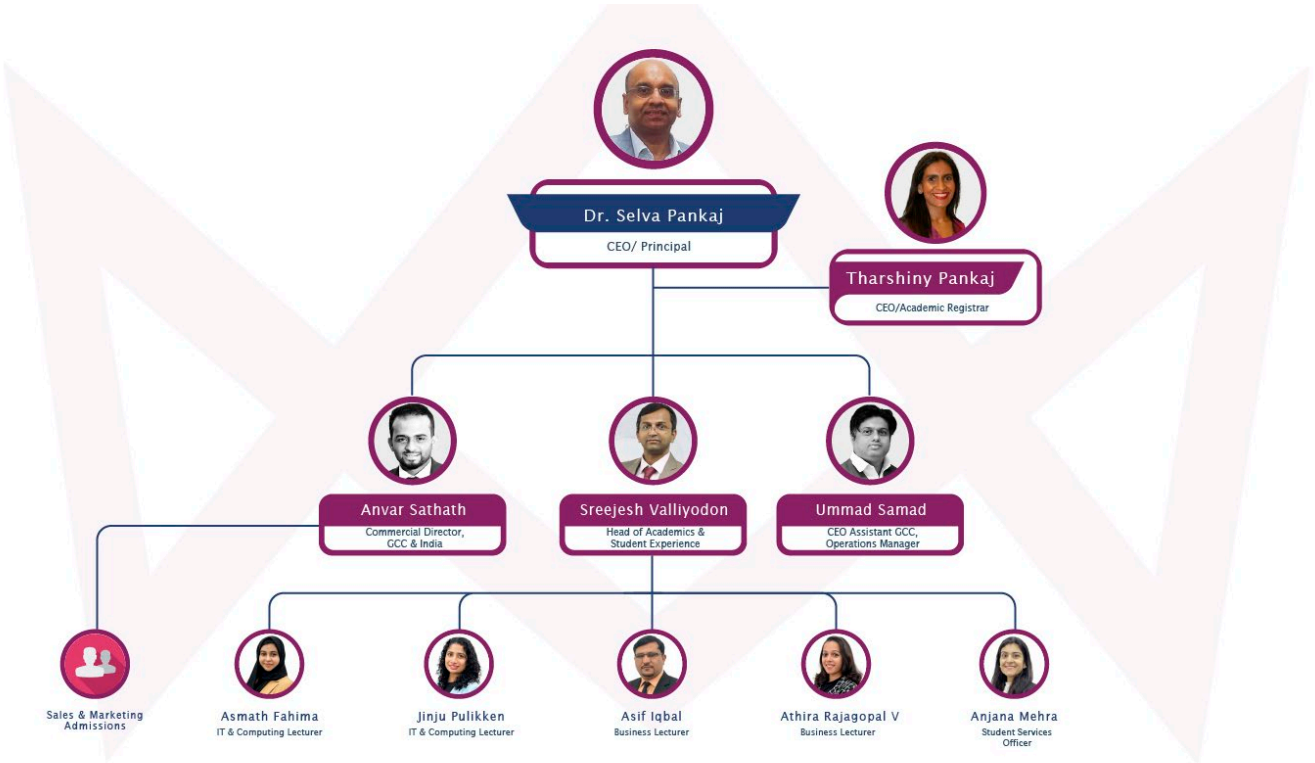 Dr. Selva Pankaj
CEO/ Principal
Tharshiny Pankaj
CEO/Academic Registrar
Anvar Sathath
Commercial Director,
GCC & India
Sreejesh Valliyodon
Head of Academics &
Student Experience
Ummad Samad
CEO Assistant GCC,
Operations Manager
Sales & Marketing
Admissions
Asmath Fahima
IT & Computing Lecturer
Jinju Pulikken
IT & Computing Lecturer
Asif Iqbal
Business Lecturer
Athira Rajagopal V
Business Lecturer
Anjana Mehra
Student Services
Officer